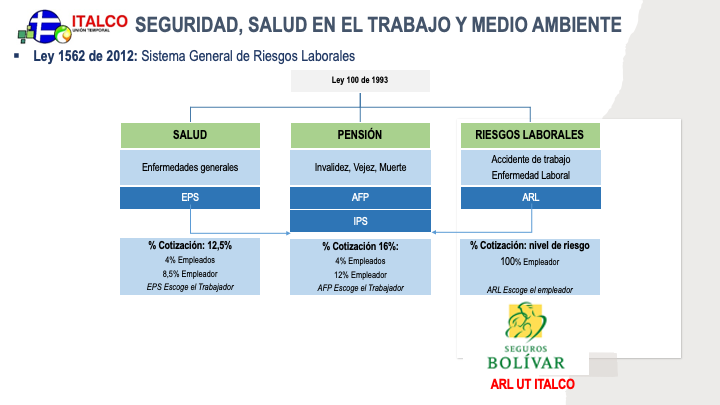 ITALCO
UNIÓN TEMPORAL
SEGURIDAD, SALUD EN EL TRABAJO Y MEDIO AMBIENTE
▪ Ley 1562 de 2012: Sistema General de Riesgos Laborales
Ley 100 de 1993
SALUD
Enfermedades generales
EPS
PENSIÓN
Invalidez, Vejez, Muerte
AFP
IPS
RIESGOS LABORALES
Accidente de trabajo
Enfermedad Laboral
ARL
% Cotización: 12,5%
4% Empleados
8,5% Empleador
EPS Escoge el Trabajador
% Cotización 16%:
4% Empleados
12% Empleador
AFP Escoge el Trabajador
% Cotización: nivel de riesgo
100% Empleador
ARL Escoge el empleador
SEGUROS
BOLÍVAR
ARL UT ITALCO